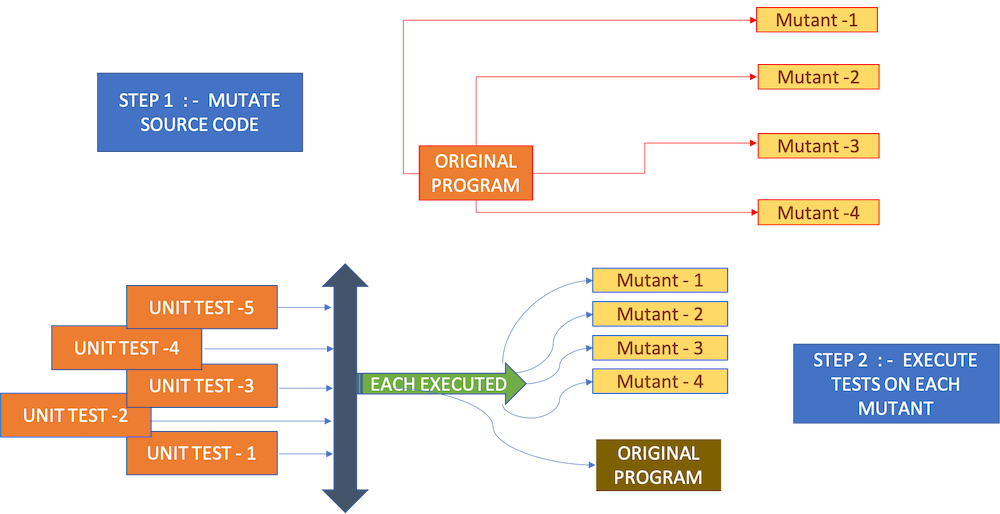 STEP 1 : - MUTATE
SOURCE CODE
ORIGINAL
PROGRAM
Mutant -1
Mutant -2
Mutant -3
Mutant -4
UNIT TEST -5
UNIT TEST -4
UNIT TEST -3
UNIT TEST -2
UNIT TEST - 1
EACH EXECUTED
Mutant - 1
Mutant - 2
Mutant - 3
Mutant - 4
ORIGINAL
PROGRAM
STEP 2 : - EXECUTE
TESTS ON EACH
MUTANT